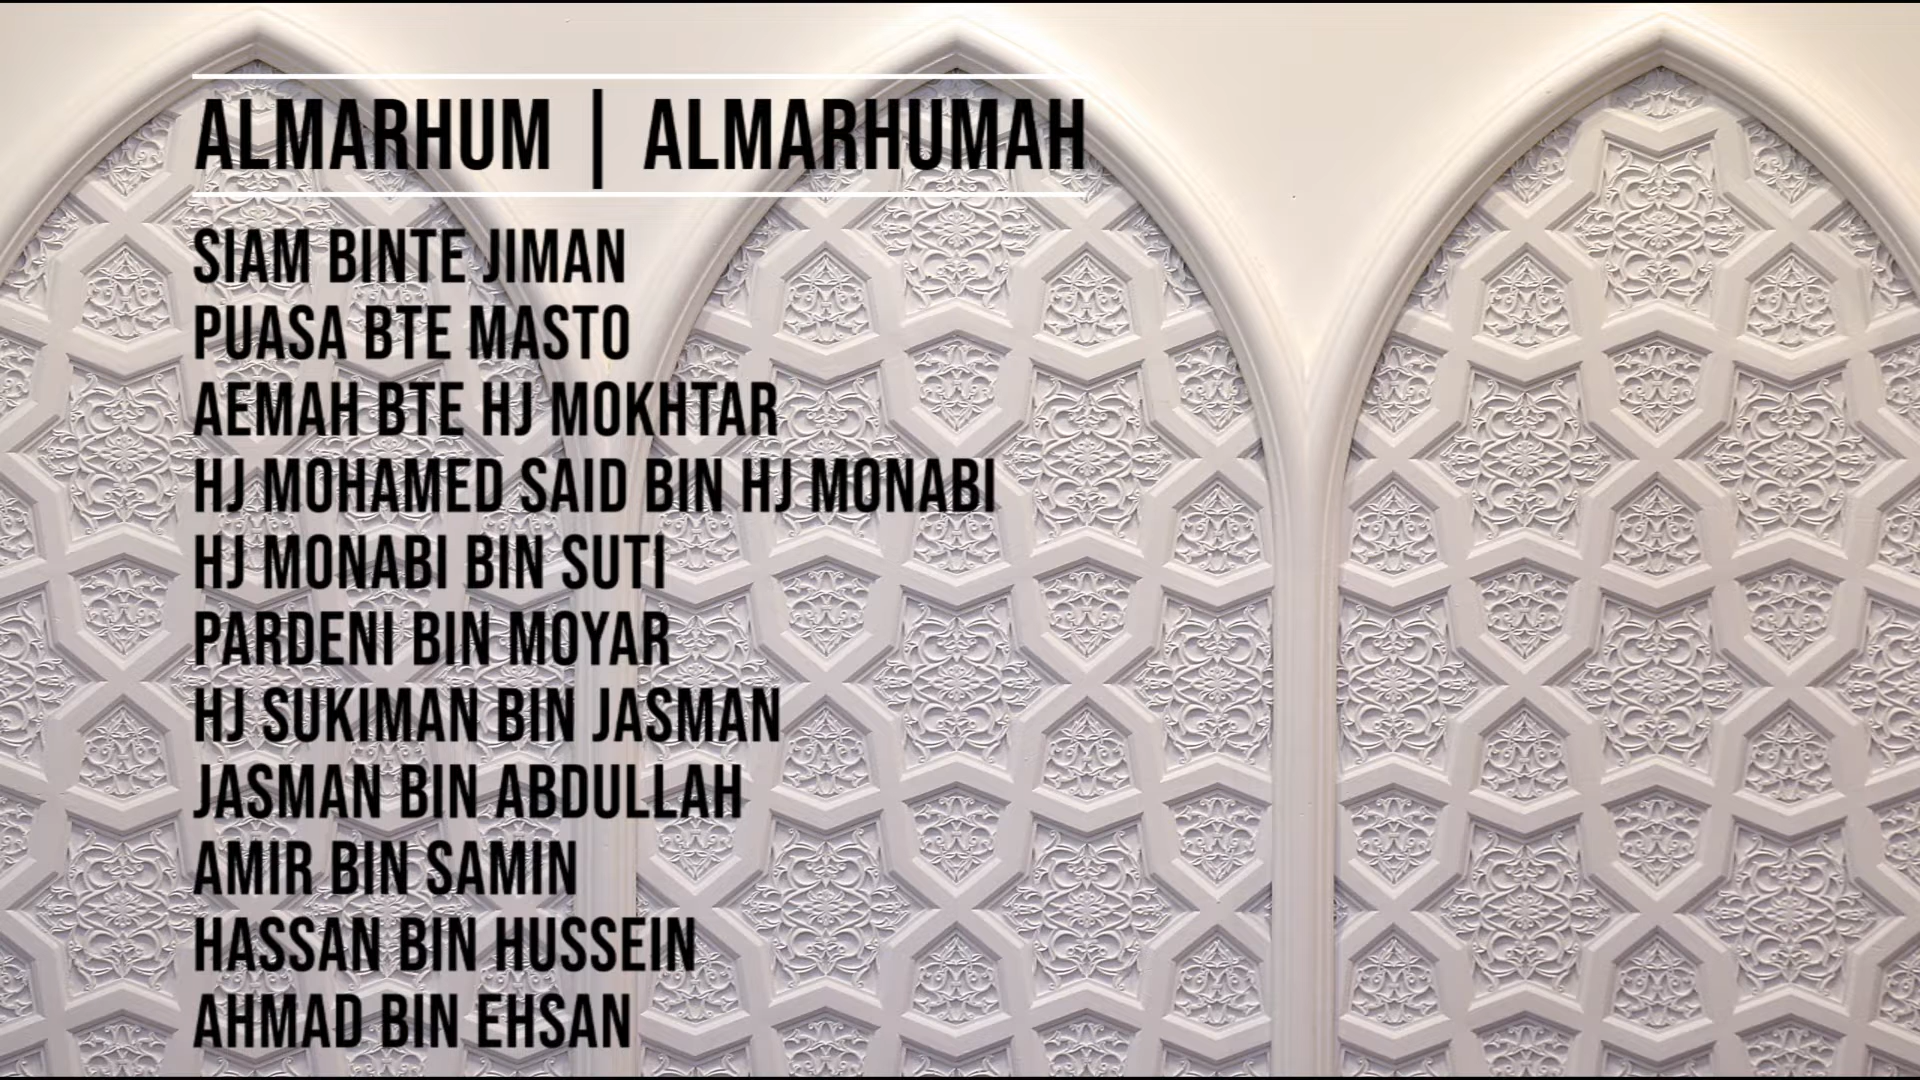 ALMARHUM | ALMARHUMAH
SIAM BINTE JIMAN
PUASA BTE MASTO
AEMAH BTE HJ MOKHTAR
HJ MOHAMED SAID BIN HJ MONABI
HJ MONABI BIN SUTI
PARDENI BIN MOYAR
HJ SUKIMAN BIN JASMAN
JASMAN BIN ABDULLAH
AMIR BIN SAMIN
HASSAN BIN HUSSEIN
AHMAD BIN EHSAN